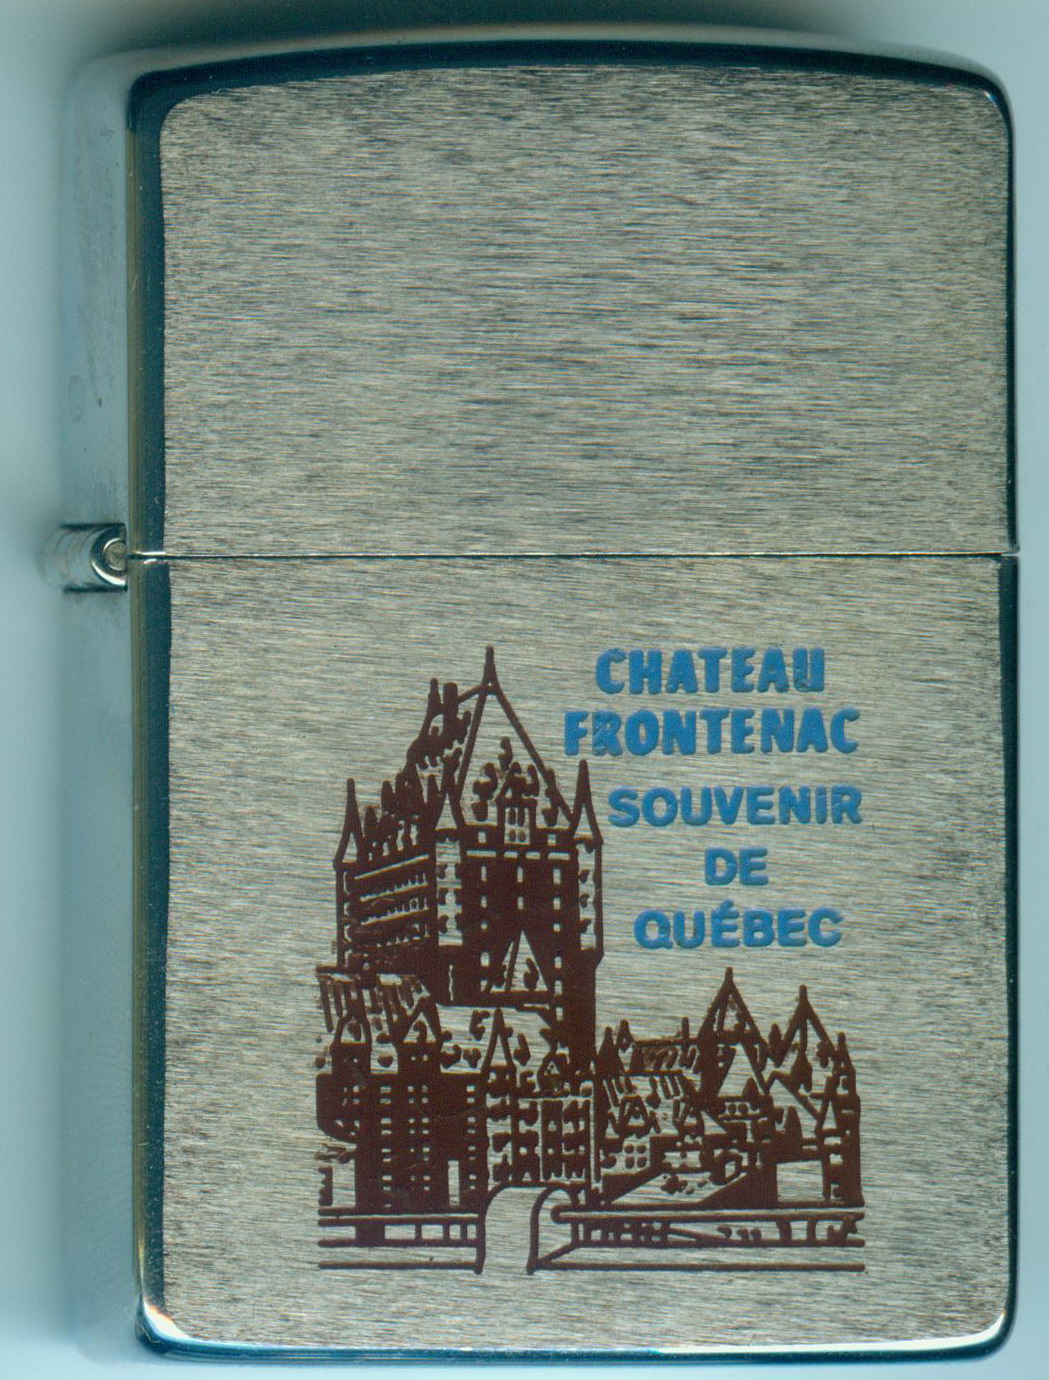 CHATEAU
FRONTENAC
SOUVENIR
DE
QUÉBEC